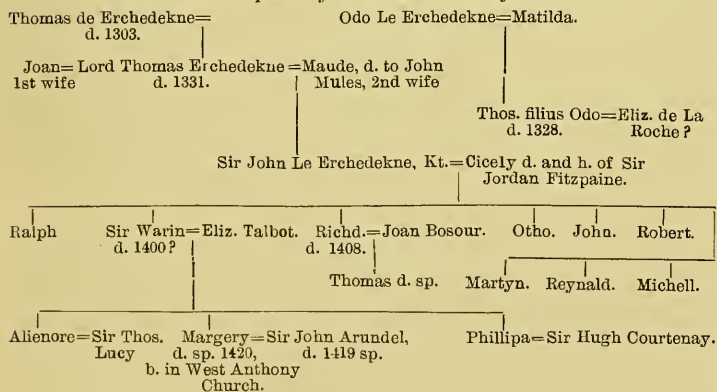 Thomas de Erchedekne= Odo Le Erchedekne=Matilda.
d. 1303.
Joan= Lord Thomas Erchedekne =Maude, d. to John
1st wife d. 1331. Mules, 2nd wife
Thos. filius Odo=Eliz. de La
d. 1328. Roche ?
Sir John Le Erchedekne, Kt.=Cicely d. and h. of Sir
Jordan Fitzpaine.
Ralph Sir Warin=Eliz. Talbot. Richd.=Joan Bosour. Otho. John. Robert.
d. 1400 ? d. 1408.
Thomas d. sp. Martyn. Reynald. Michell.
Alienore=Sir Thos. Margery=Sir John Arundel, Phillipa=Sir Hugh Courtenay.
Lucy d. sp. 1420, d. 1419 sp.
b. in West Anthony
Church.